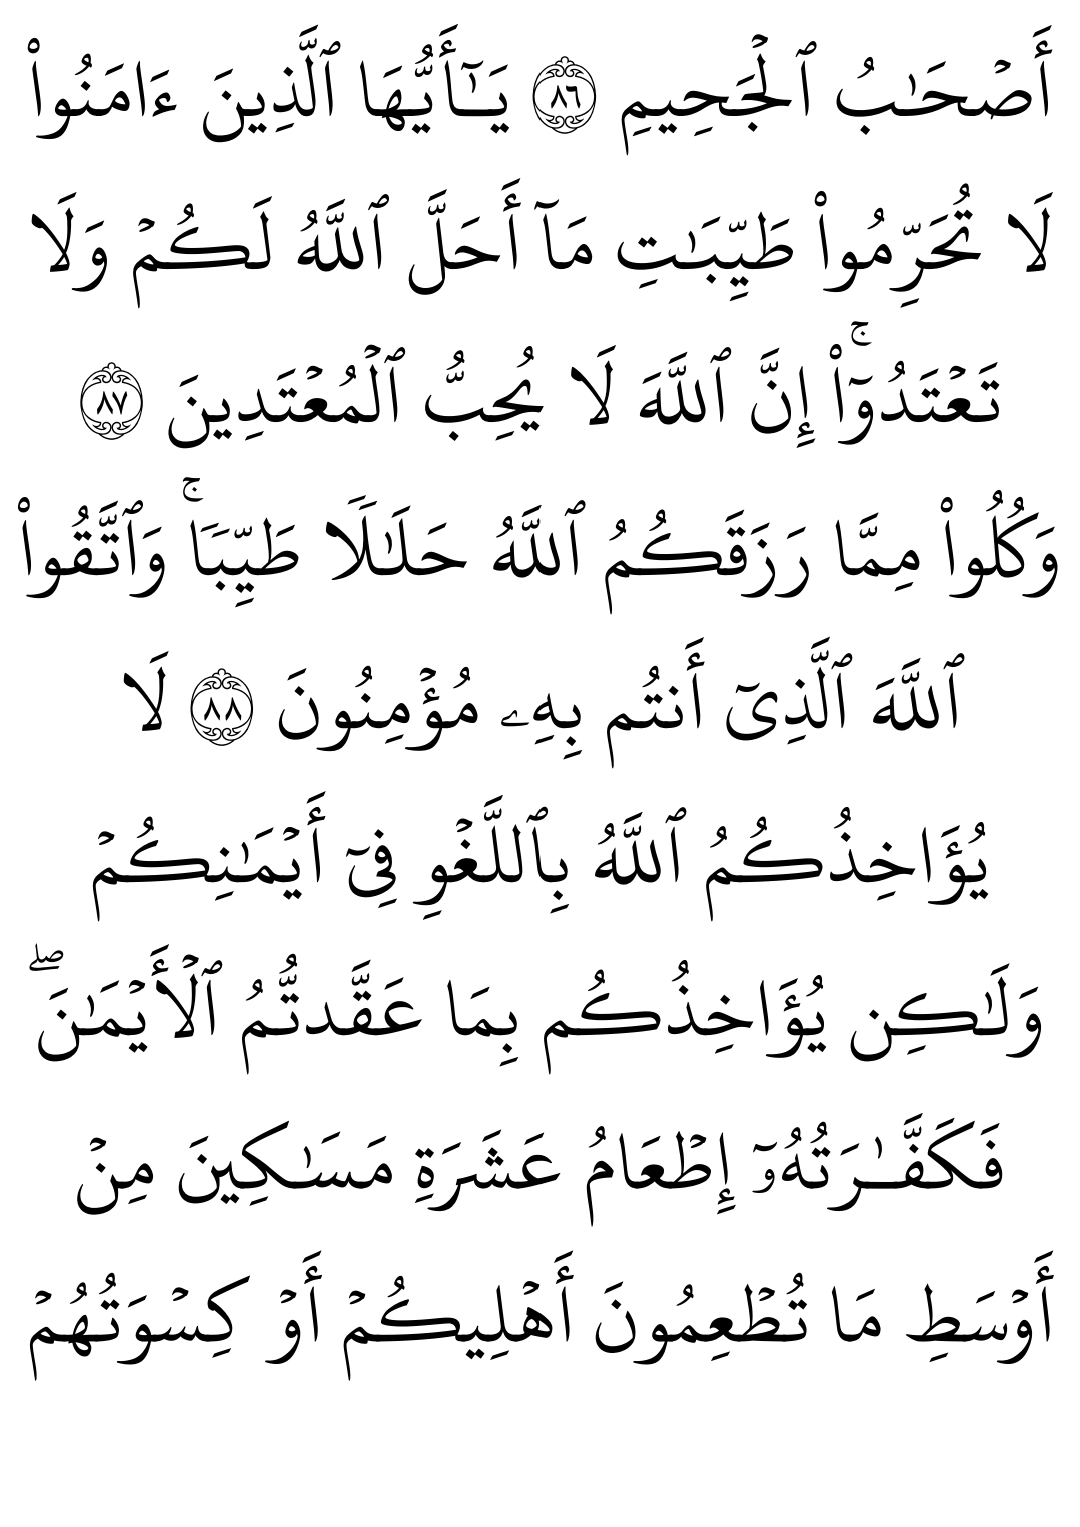 أَصۡحَٰبُ ٱلۡجَحِيمِ ٨٦ يَـٰٓأَيُّهَا ٱلَّذِينَ ءَامَنُواْ
لَا تُحَرِّمُواْ طَيِّبَٰتِ مَآ أَحَلَّ ٱللَّهُ لَكُمۡ وَلَا
تَعۡتَدُوٓاْۚ إِنَّ ٱللَّهَ لَا يُحِبُّ ٱلۡمُعۡتَدِينَ ٨٧
وَكُلُواْ مِمَّا رَزَقَكُمُ ٱللَّهُ حَلَٰلٗا طَيِّبٗاۚ وَٱتَّقُواْ
ٱللَّهَ ٱلَّذِيٓ أَنتُم بِهِۦ مُؤۡمِنُونَ ٨٨ لَا
يُؤَاخِذُكُمُ ٱللَّهُ بِٱللَّغۡوِ فِيٓ أَيۡمَٰنِكُمۡ
وَلَٰكِن يُؤَاخِذُكُم بِمَا عَقَّدتُّمُ ٱلۡأَيۡمَٰنَۖ
فَكَفَّـٰرَتُهُۥٓ إِطۡعَامُ عَشَرَةِ مَسَٰكِينَ مِنۡ
أَوۡسَطِ مَا تُطۡعِمُونَ أَهۡلِيكُمۡ أَوۡ كِسۡوَتُهُمۡ